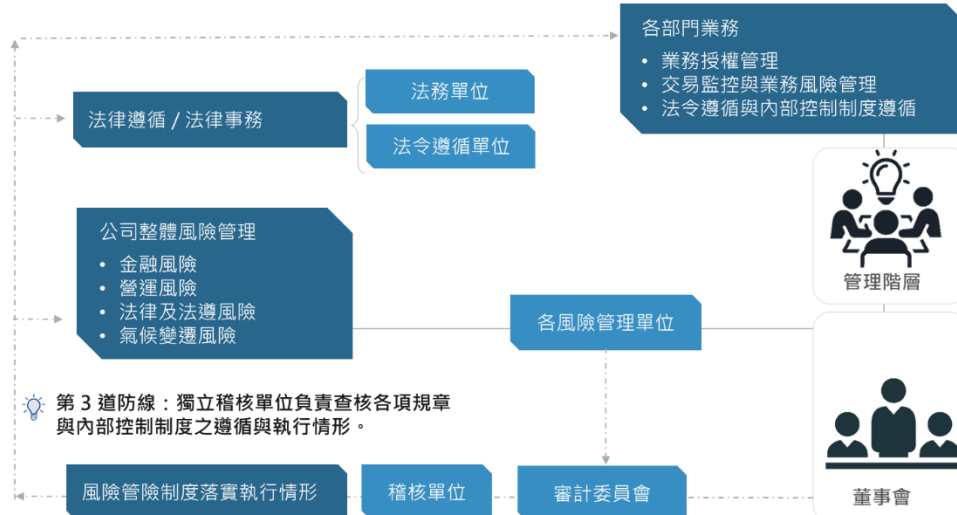 各部門業務
• 業務授權管理
• 交易監控與業務風險管理
• 法令遵循與內部控制制度遵循
法律遵循 / 法律事務
法務單位
法令遵循單位
管理階層
公司整體風險管理
• 金融風險
• 營運風險
• 法律及法遵風險
• 氣候變遷風險
各風險管理單位
第 3 道防線：獨立稽核單位負責查核各項規章
與內部控制制度之遵循與執行情形。
風險管險制度落實執行情形
稽核單位
審計委員會
董事會